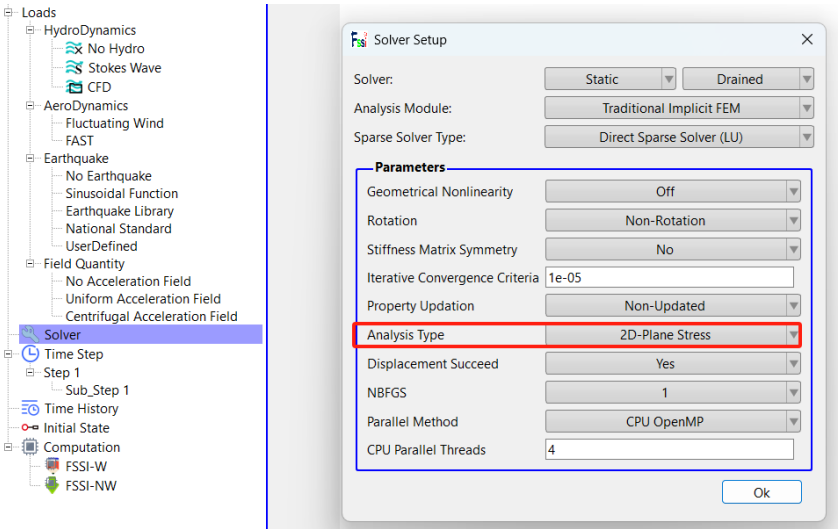 Loads
HydroDynamics
No Hydro
Stokes Wave
CFD
AeroDynamics
Fluctuating Wind
FAST
Earthquake
No Earthquake
Sinusoidal Function
Earthquake Library
National Standard
UserDefined
Field Quantity
No Acceleration Field
Uniform Acceleration Field
Centrifugal Acceleration Field
Solver
Time Step
Step 1
Sub_Step 1
Time History
Initial State
Computation
FSSI-W
FSSI-NW
Fssi Solver Setup
Solver: Static Drained
Analysis Module: Traditional Implicit FEM
Sparse Solver Type: Direct Sparse Solver (LU)
Parameters
Geometrical Nonlinearity Off
Rotation Non-Rotation
Stiffness Matrix Symmetry No
Iterative Convergence Criteria 1e-05
Property Updation Non-Updated
Analysis Type 2D-Plane Stress
Displacement Succeed Yes
NBFGS 1
Parallel Method CPU OpenMP
CPU Parallel Threads 4
Ok